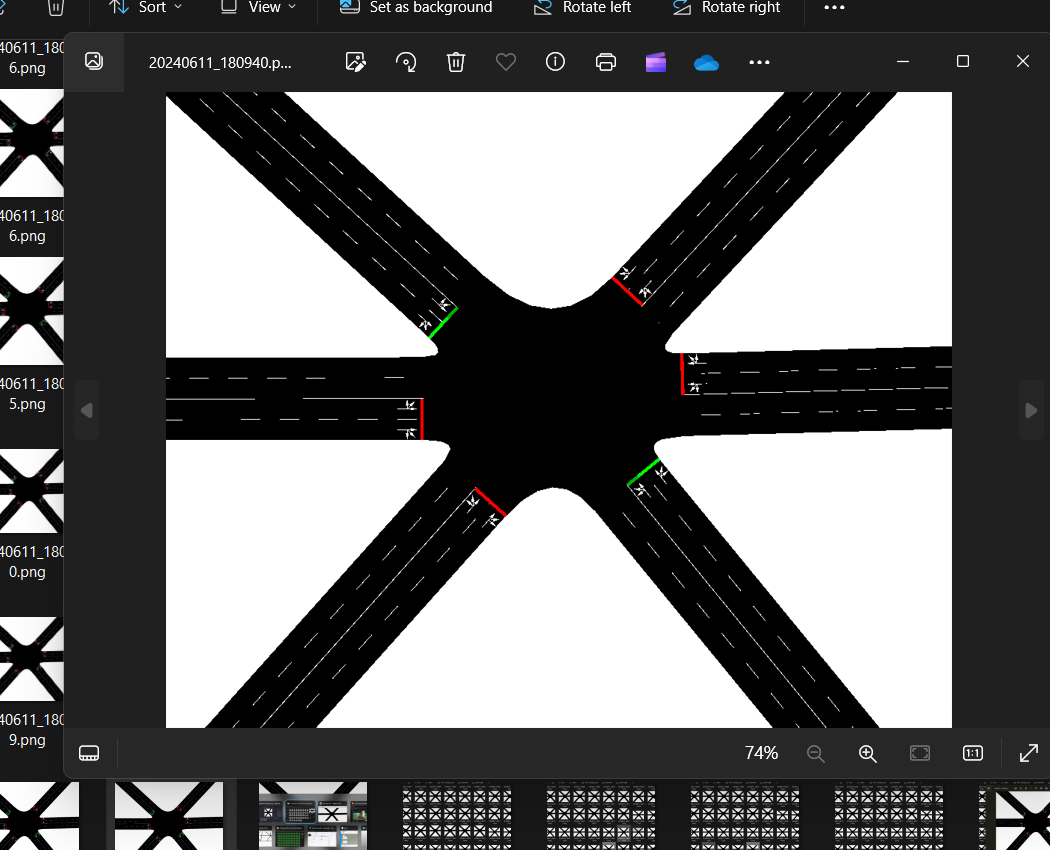 Sort
View
Set as background
Rotate left
Rotate right
40611_180
6.png
20240611_180940.p...
40611_180
6.png
40611_180
5.png
40611_180
0.png
40611_180
9.png
74%
1:1